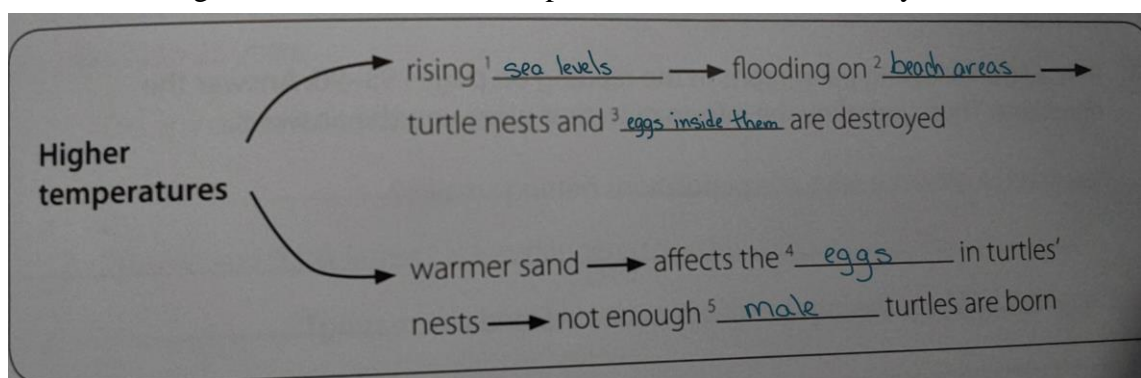 rising ¹ sea levels → flooding on ² beach areas →
turtle nests and ³ eggs inside them are destroyed
Higher
temperatures
warmer sand → affects the ⁴ eggs in turtles'
nests → not enough ⁵ male turtles are born